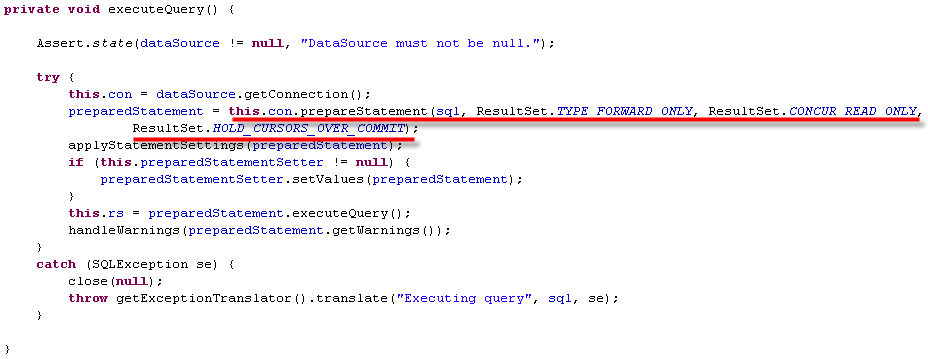 private void executeQuery() {
Assert.state(dataSource != null, "DataSource must not be null.");
try {
this.con = dataSource.getConnection();
preparedStatement = this.con.prepareStatement(sql, ResultSet.TYPE_FORWARD_ONLY, ResultSet.CONCUR_READ_ONLY,
ResultSet.HOLD_CURSORS_OVER_COMMIT);
applyStatementSettings(preparedStatement);
if (this.preparedStatementSetter != null) {
preparedStatementSetter.setValues(preparedStatement);
}
this.rs = preparedStatement.executeQuery();
handleWarnings(preparedStatement.getWarnings());
}
catch (SQLException se) {
close(null);
throw getExceptionTranslator().translate("Executing query", sql, se);
}
}